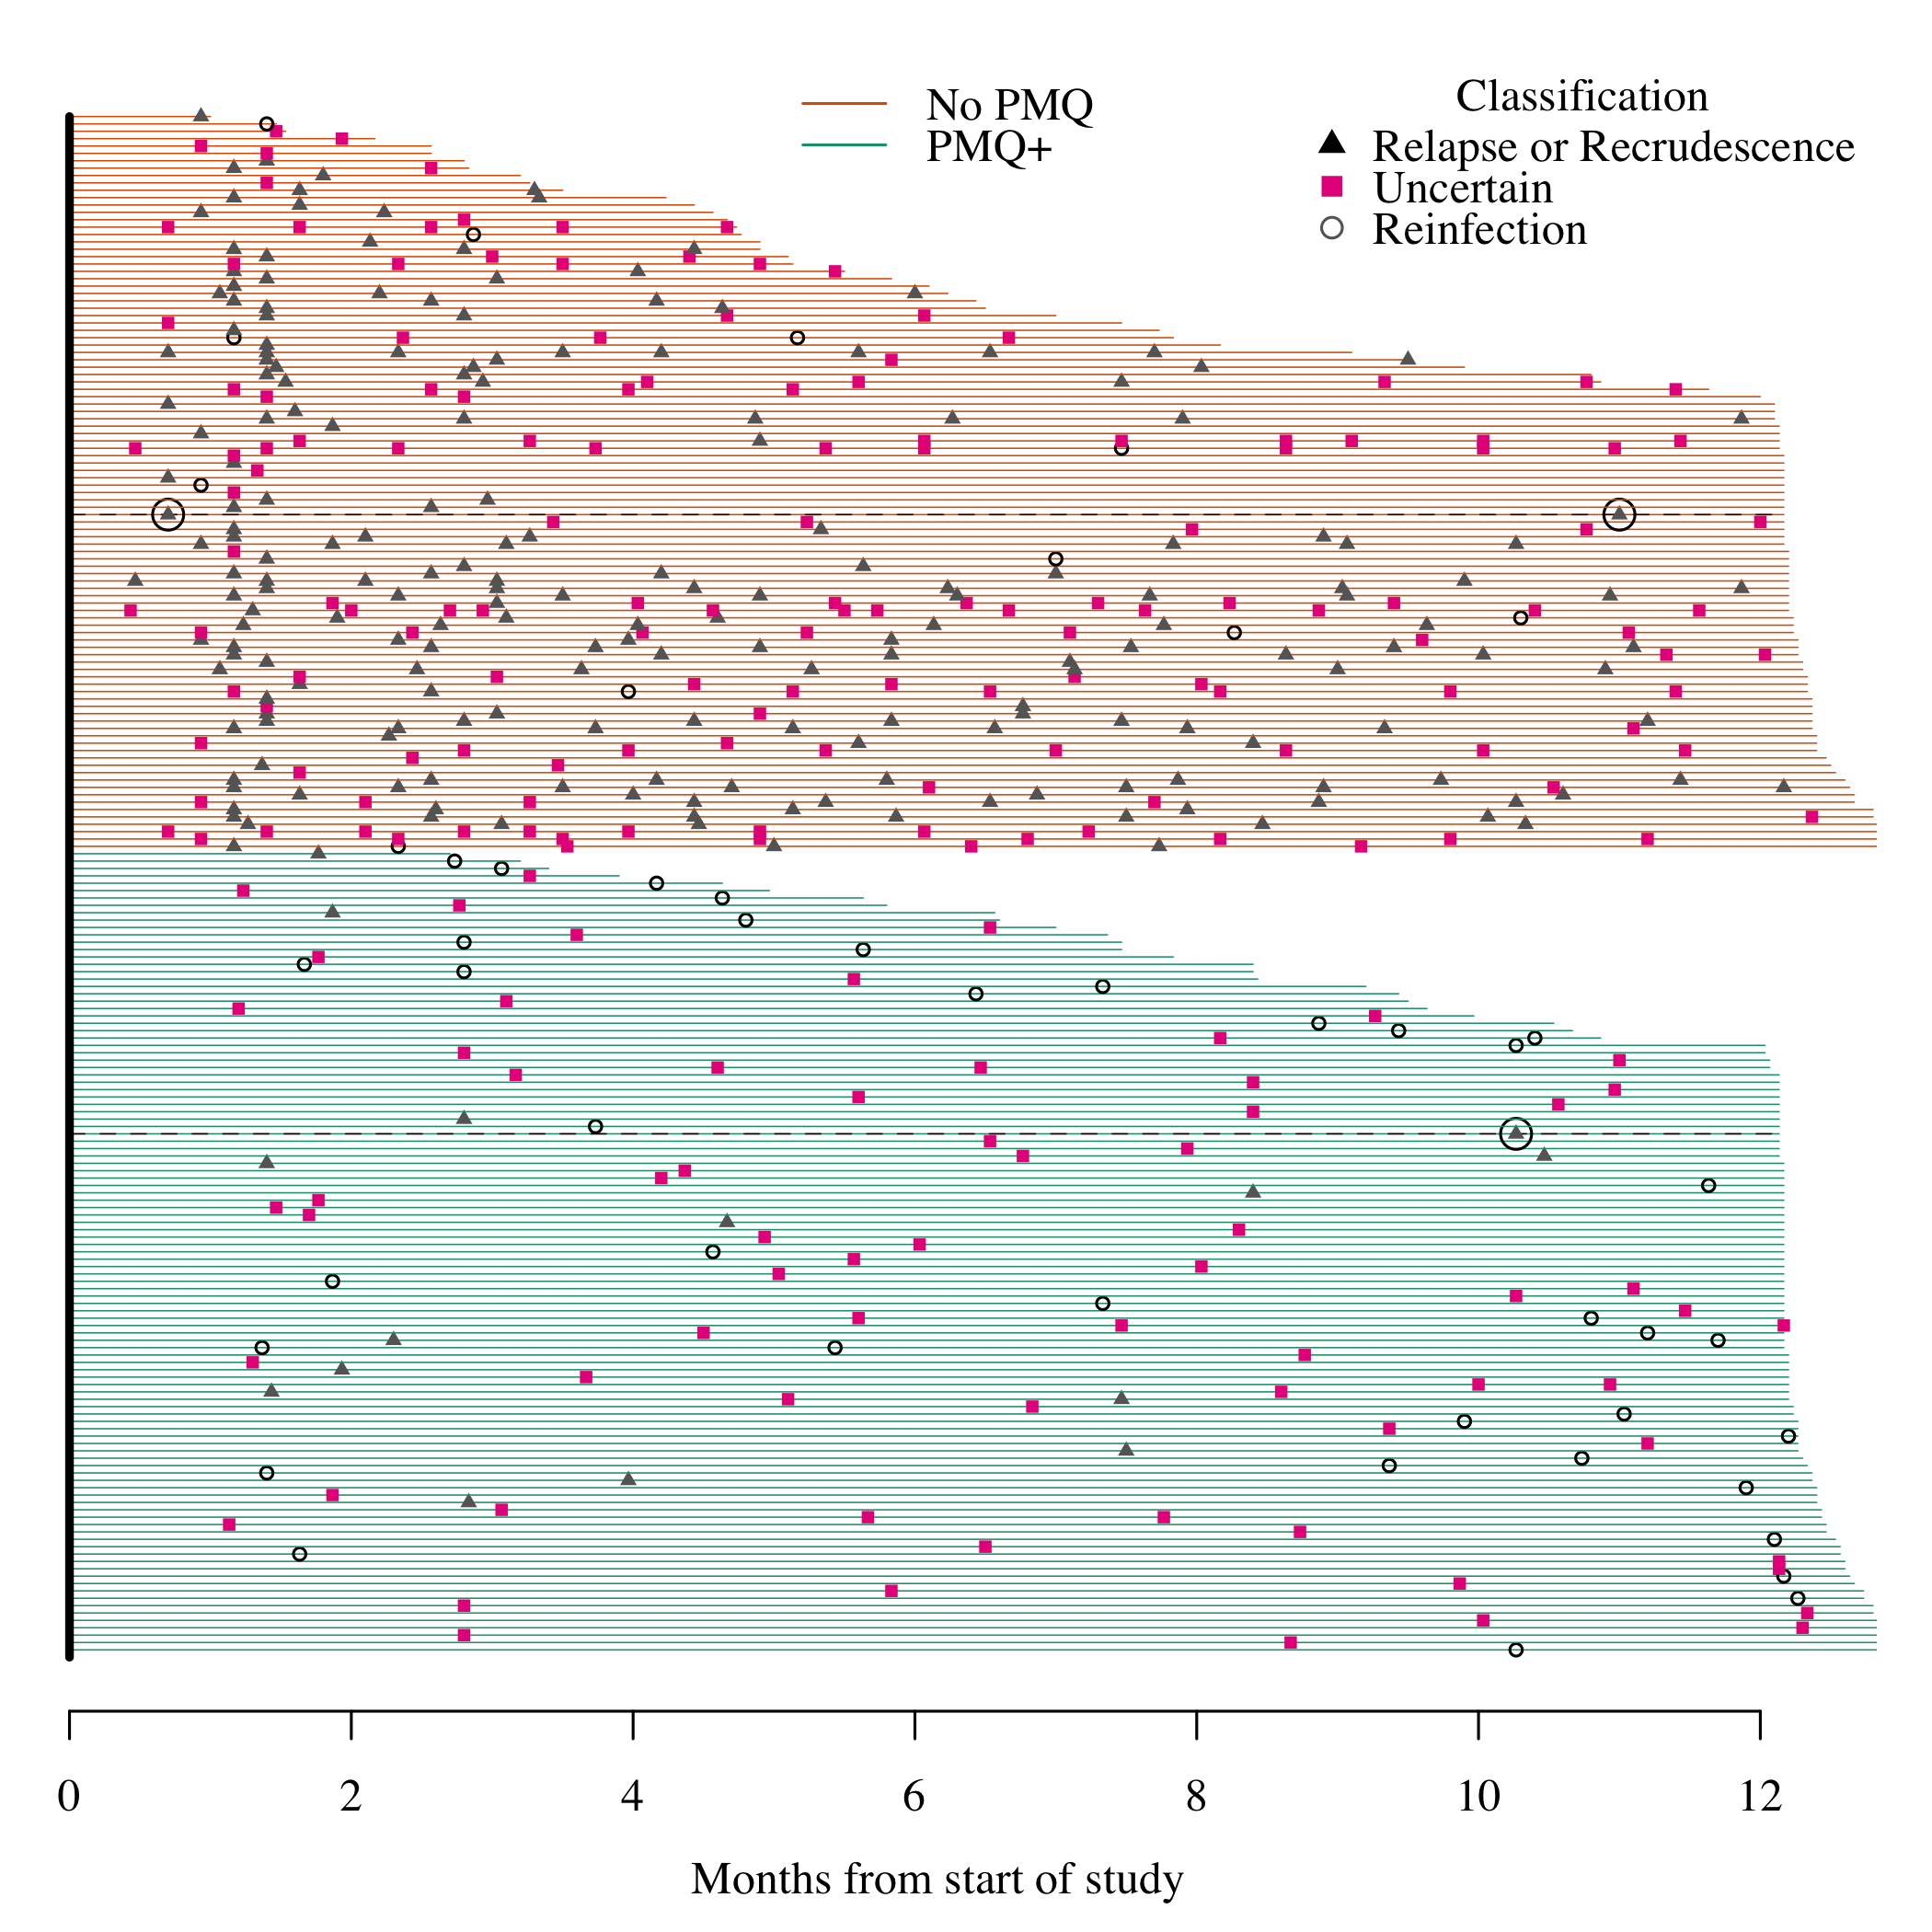 No PMQ
PMQ+
Classification
Relapse or Recrudescence
Uncertain
Reinfection
0 2 4 6 8 10 12
Months from start of study